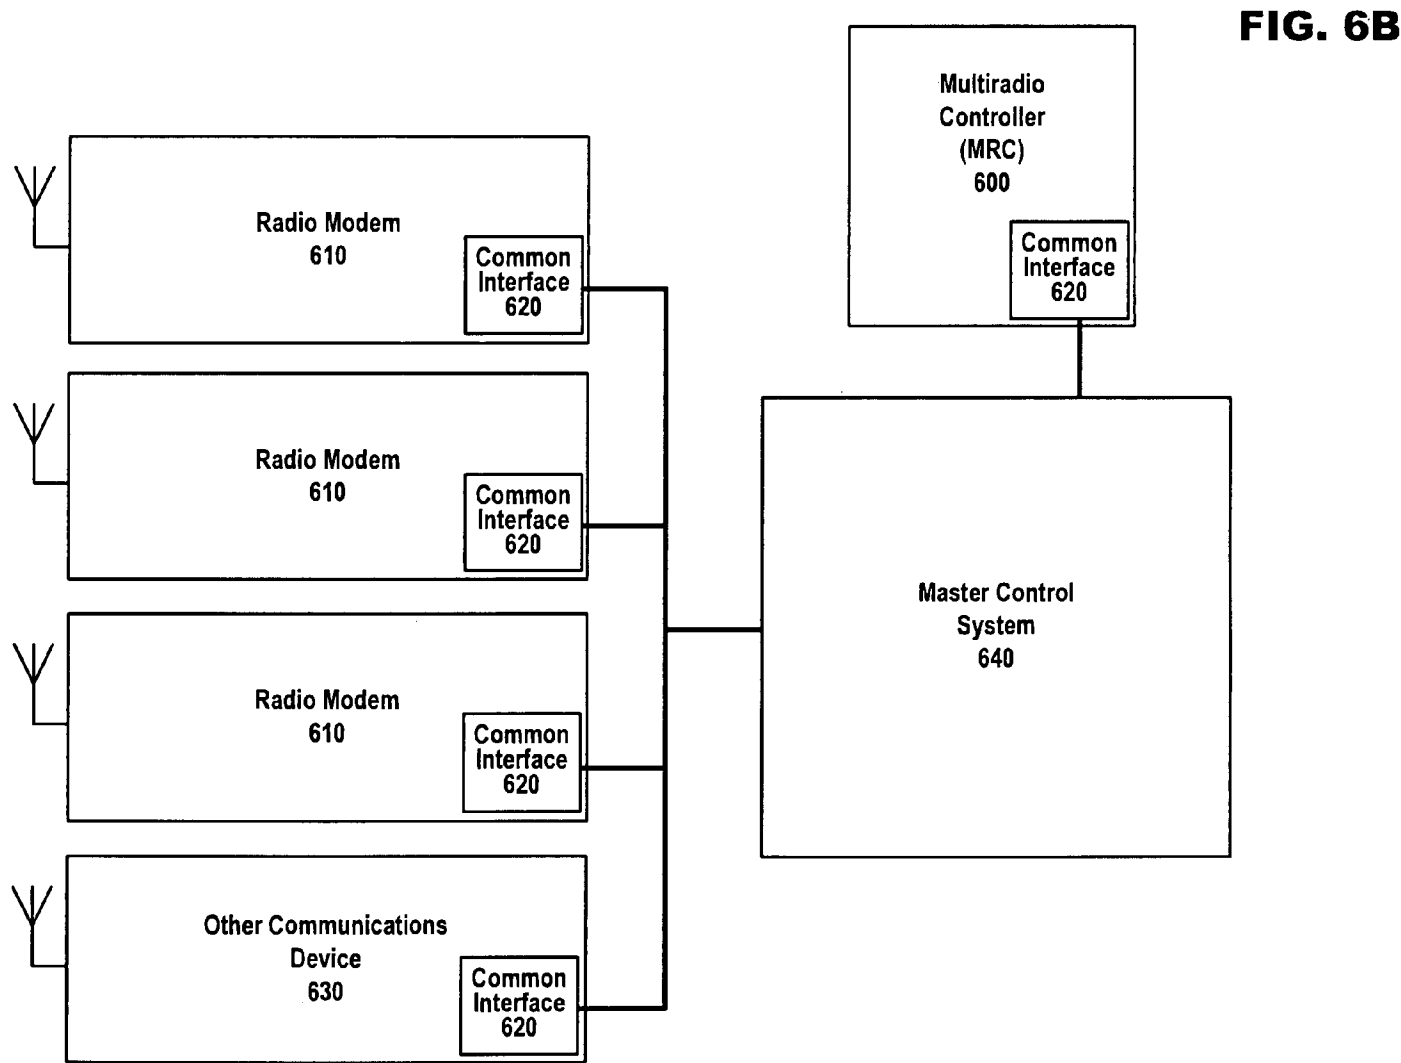 FIG. 6B
Multiradio
Controller
(MRC)
600
Common
Interface
620
Radio Modem
610
Common
Interface
620
Radio Modem
610
Common
Interface
620
Radio Modem
610
Common
Interface
620
Other Communications
Device
630
Common
Interface
620
Master Control
System
640